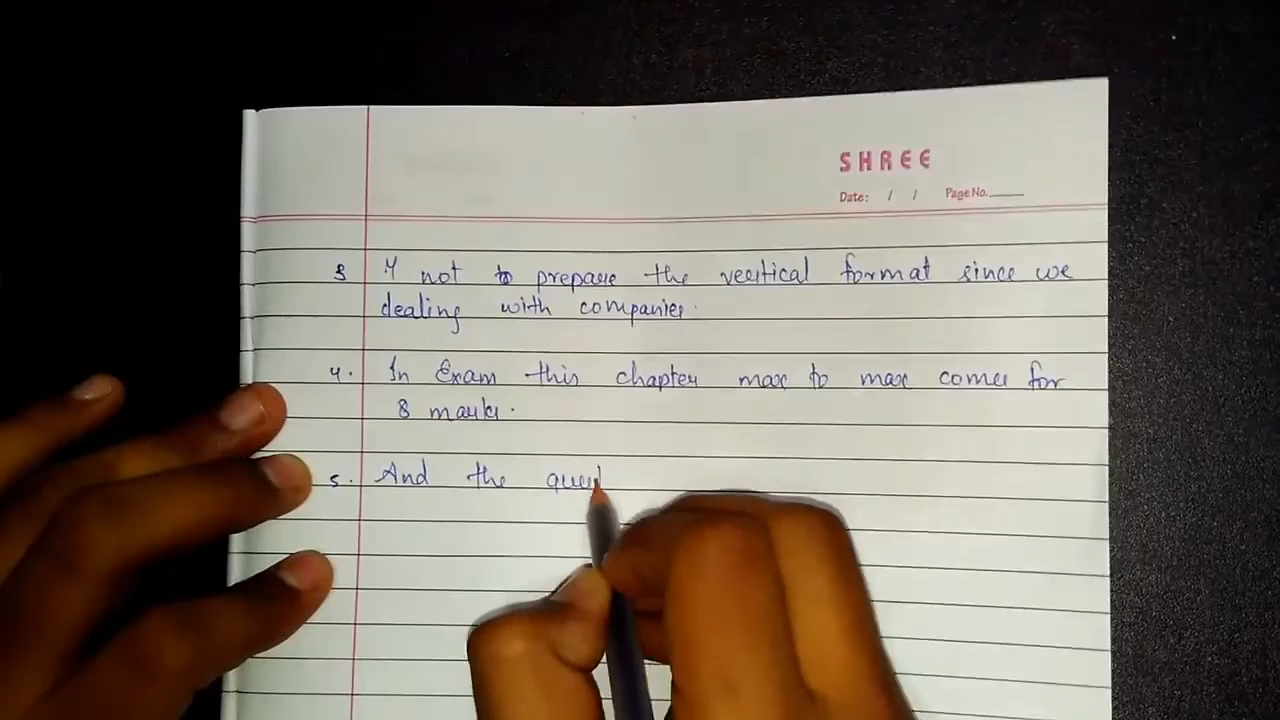 SHREE
Date: / / Page No.
3 Y not to prepare the vertical format since we
dealing with companies.
4. In Exam this chapter max to max comes for
8 marks.
5. And the quest